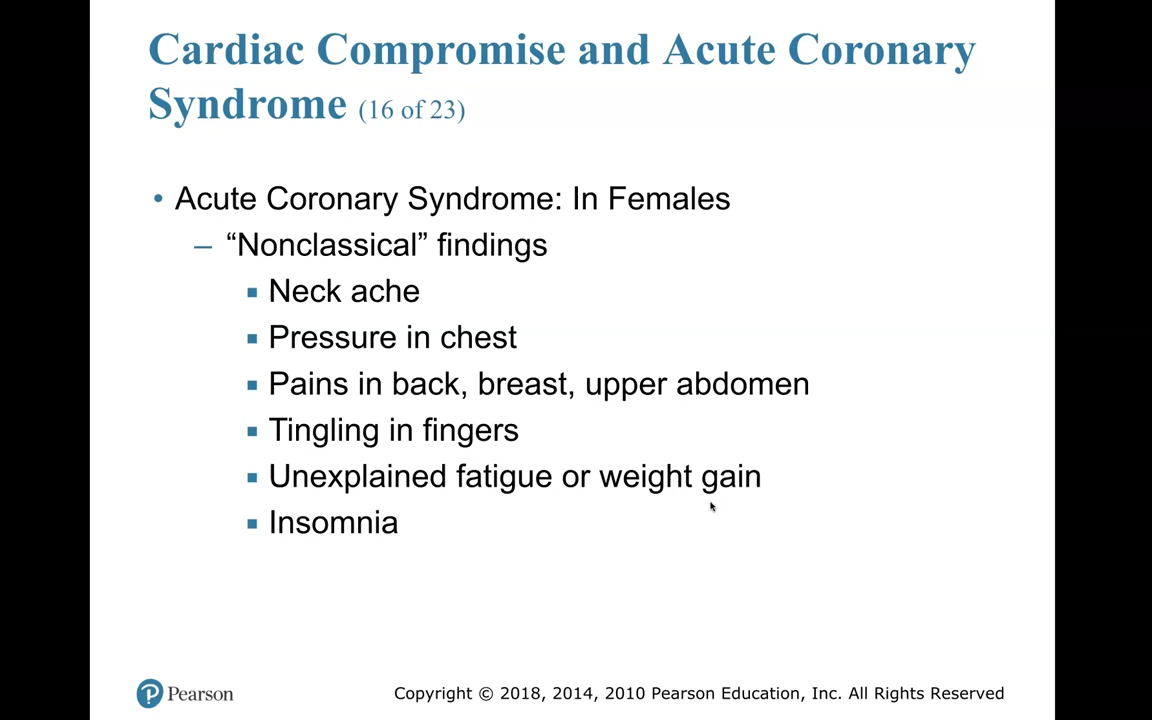 Cardiac Compromise and Acute Coronary
Syndrome (16 of 23)
• Acute Coronary Syndrome: In Females
– “Nonclassical” findings
▪ Neck ache
▪ Pressure in chest
▪ Pains in back, breast, upper abdomen
▪ Tingling in fingers
▪ Unexplained fatigue or weight gain
▪ Insomnia
Pearson
Copyright © 2018, 2014, 2010 Pearson Education, Inc. All Rights Reserved